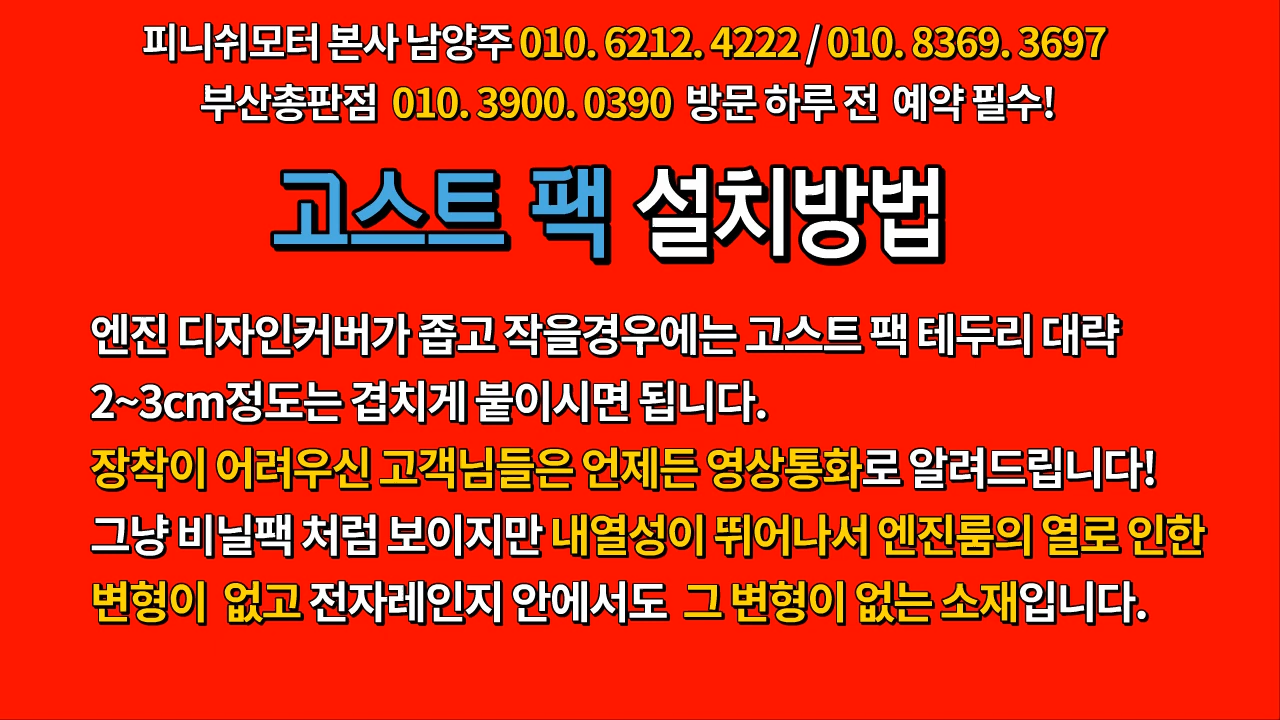 피니쉬모터 본사 남양주 010. 6212. 4222 / 010. 8369. 3697
부산총판점 010. 3900. 0390 방문 하루 전 예약 필수!
고스트 팩 설치방법
엔진 디자인커버가 좁고 작을경우에는 고스트 팩 테두리 대략
2~3cm정도는 겹치게 붙이시면 됩니다.
장착이 어려우신 고객님들은 언제든 영상통화로 알려드립니다!
그냥 비닐팩 처럼 보이지만 내열성이 뛰어나서 엔진룸의 열로 인한
변형이 없고 전자레인지 안에서도 그 변형이 없는 소재입니다.